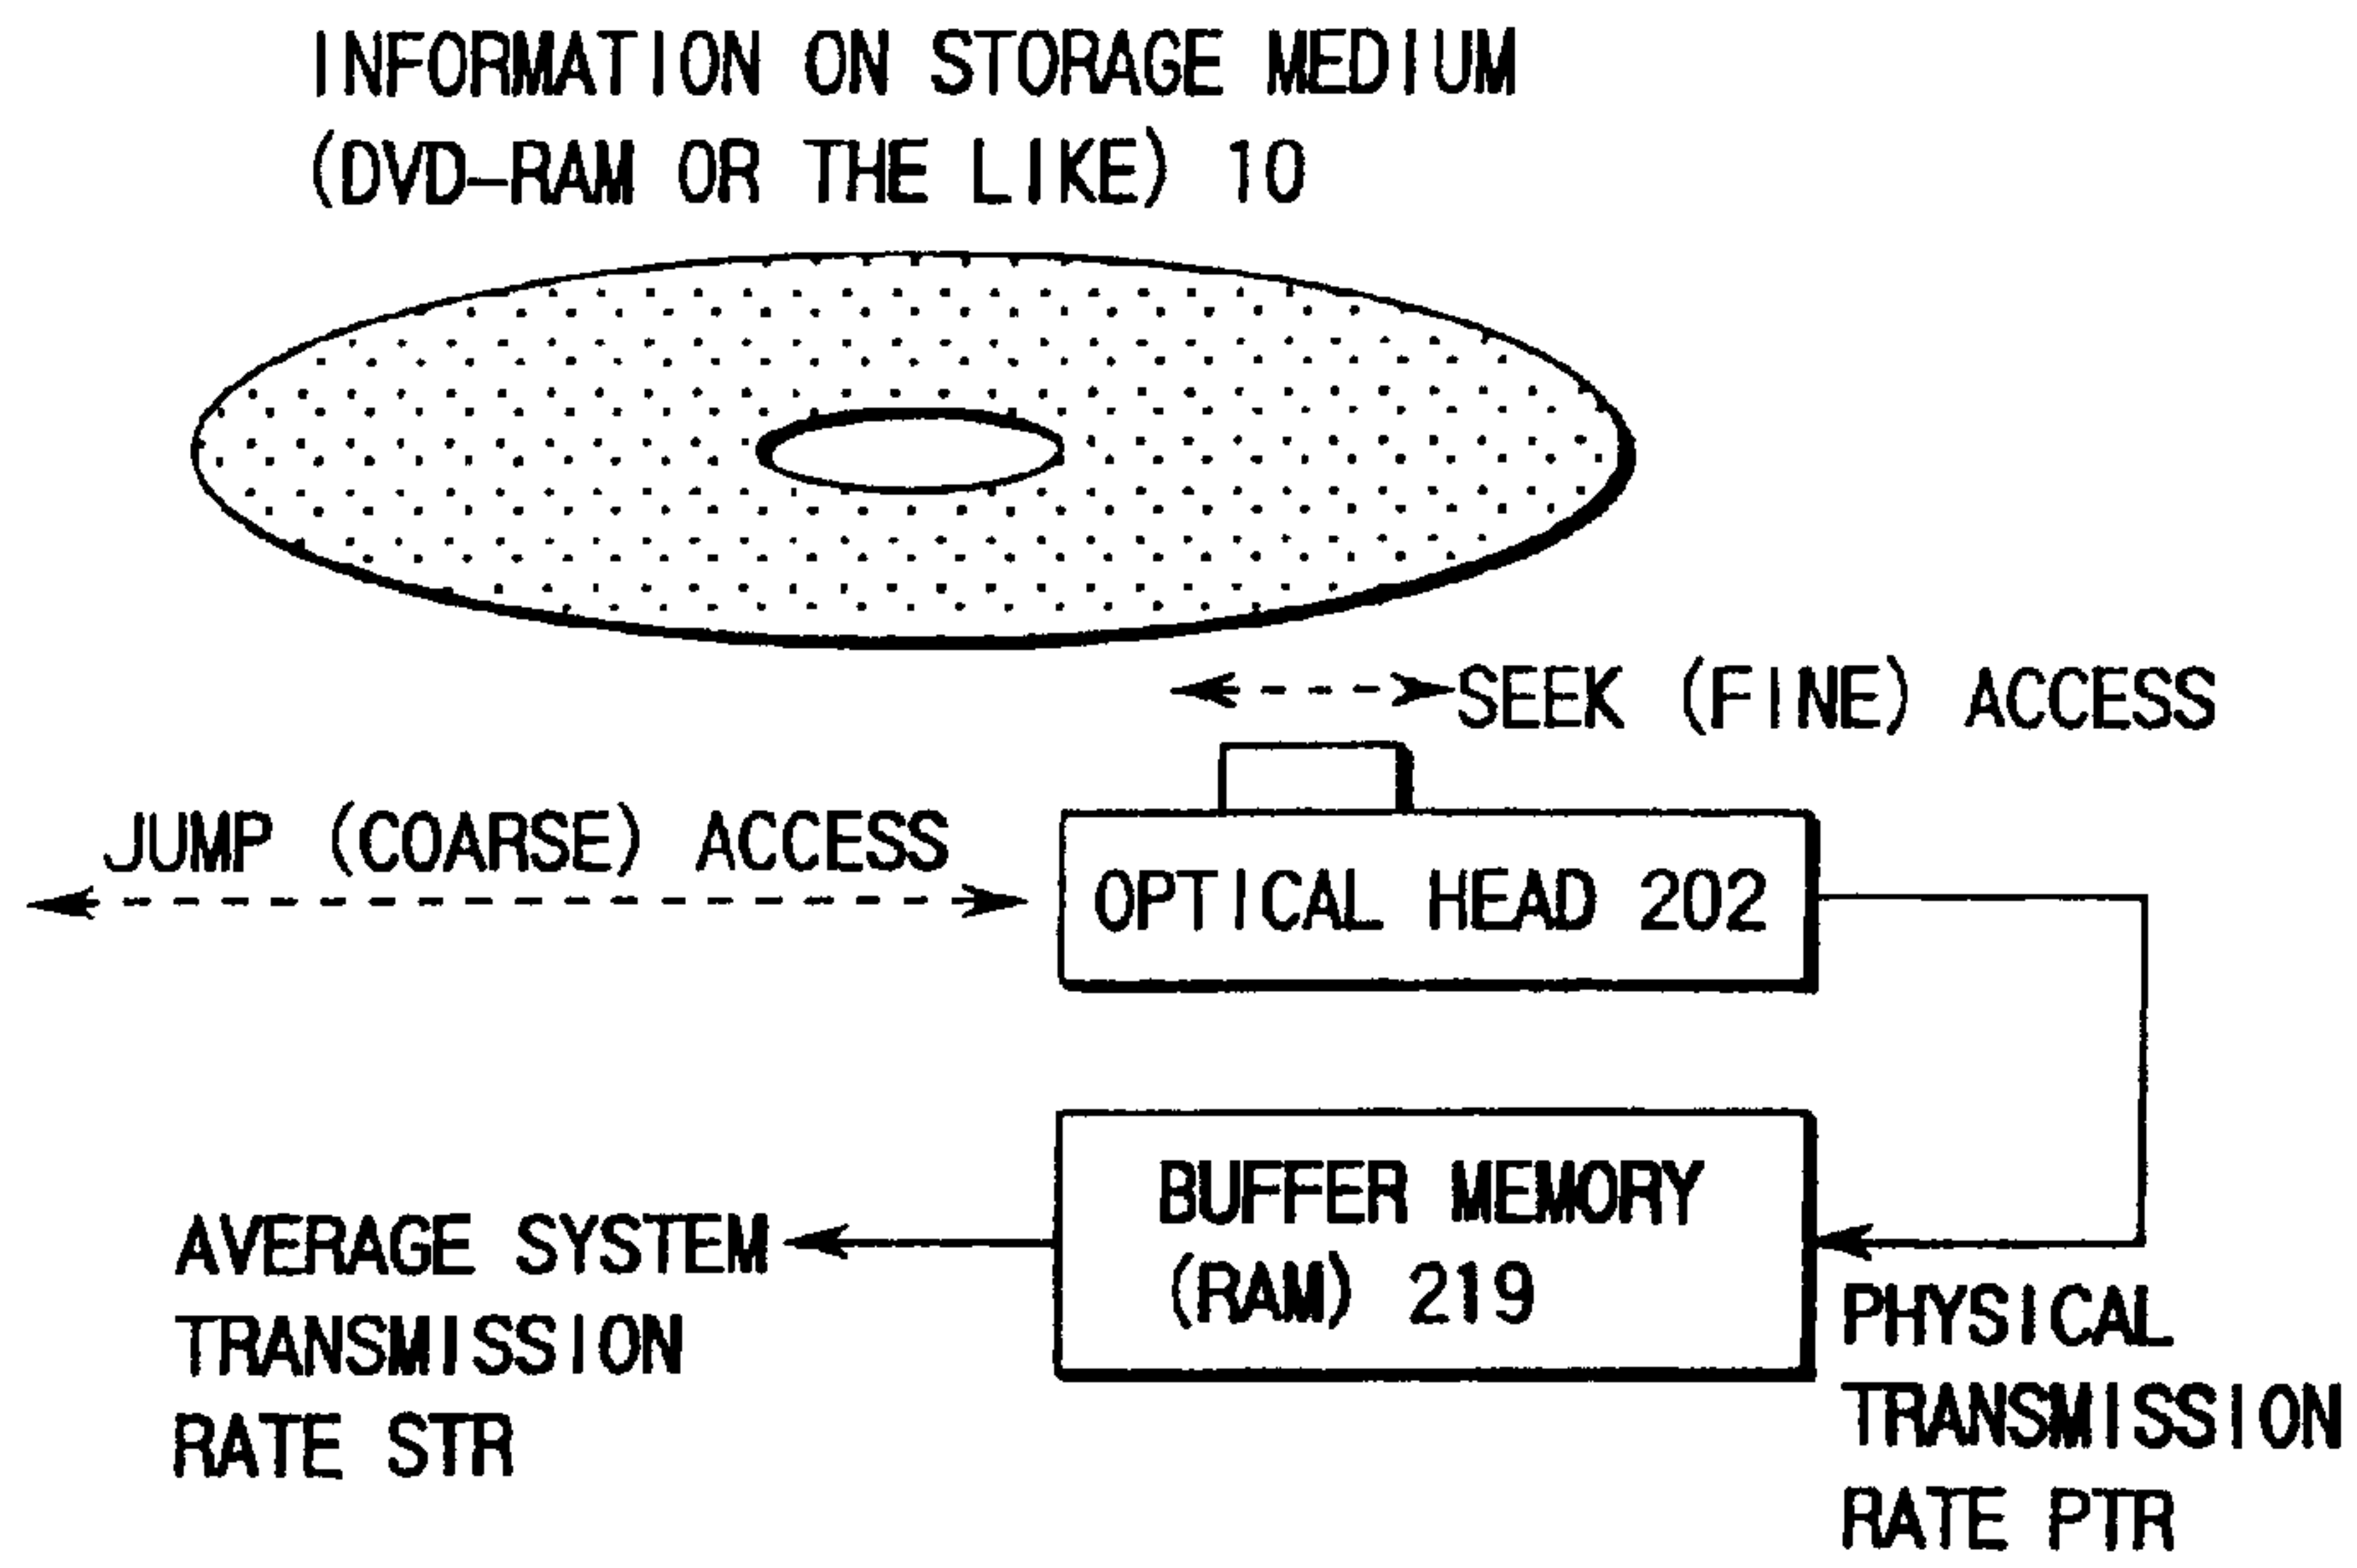 INFORMATION ON STORAGE MEDIUM
(DVD-RAM OR THE LIKE) 10
SEEK (FINE) ACCESS
JUMP (COARSE) ACCESS
OPTICAL HEAD 202
BUFFER MEMORY
(RAM) 219
AVERAGE SYSTEM
TRANSMISSION
RATE STR
PHYSICAL
TRANSMISSION
RATE PTR